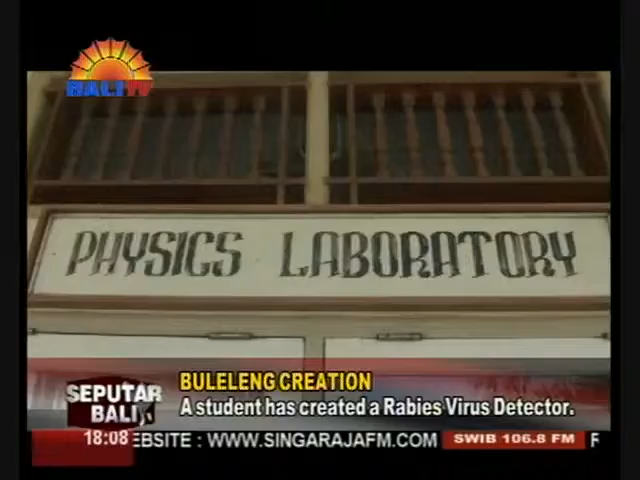 BALI TV
PHYSICS LABORATORY
BULELENG CREATION
A student has created a Rabies Virus Detector.
SEPUTAR
BALI
18:08 EBSITE : WWW.SINGARAJAFM.COM SWIB 106.8 FM F